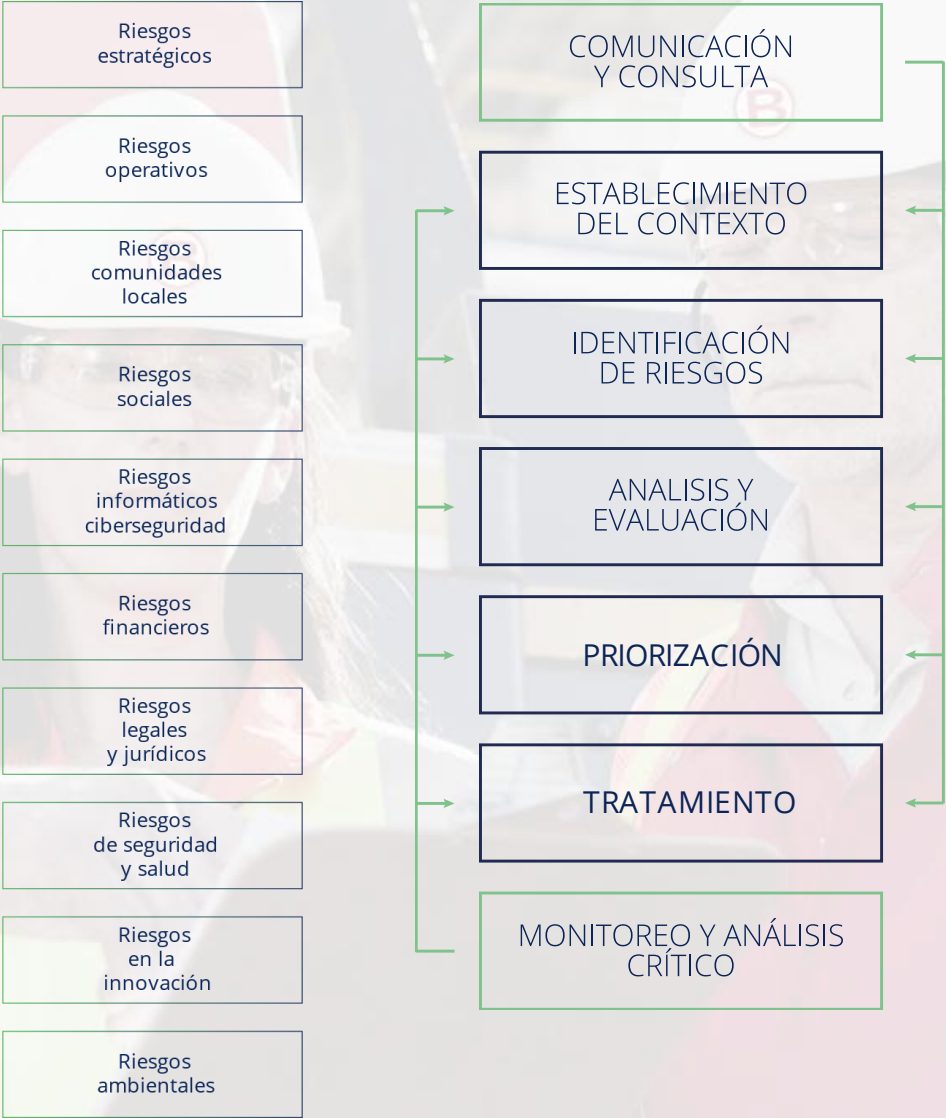 Riesgos
estratégicos
Riesgos
operativos
Riesgos
comunidades
locales
Riesgos
sociales
Riesgos
informáticos
ciberseguridad
Riesgos
financieros
Riesgos
legales
y jurídicos
Riesgos
de seguridad
y salud
Riesgos
en la
innovación
Riesgos
ambientales
COMUNICACIÓN
Y CONSULTA
B
ESTABLECIMIENTO
DEL CONTEXTO
IDENTIFICACIÓN
DE RIESGOS
ANALISIS Y
EVALUACIÓN
PRIORIZACIÓN
TRATAMIENTO
MONITOREO Y ANÁLISIS
CRÍTICO